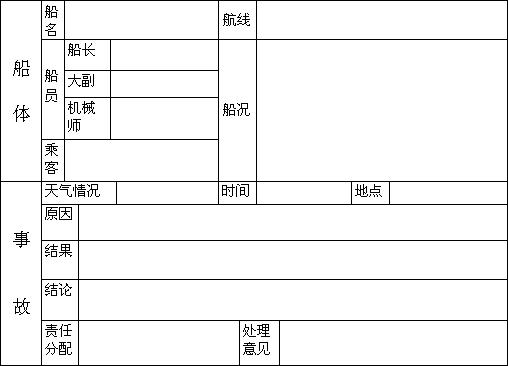 船名
航线
船体
船员
船长
大副
机械师
船况
乘客
事故
天气情况
时间
地点
原因
结果
结论
责任分配
处理意见